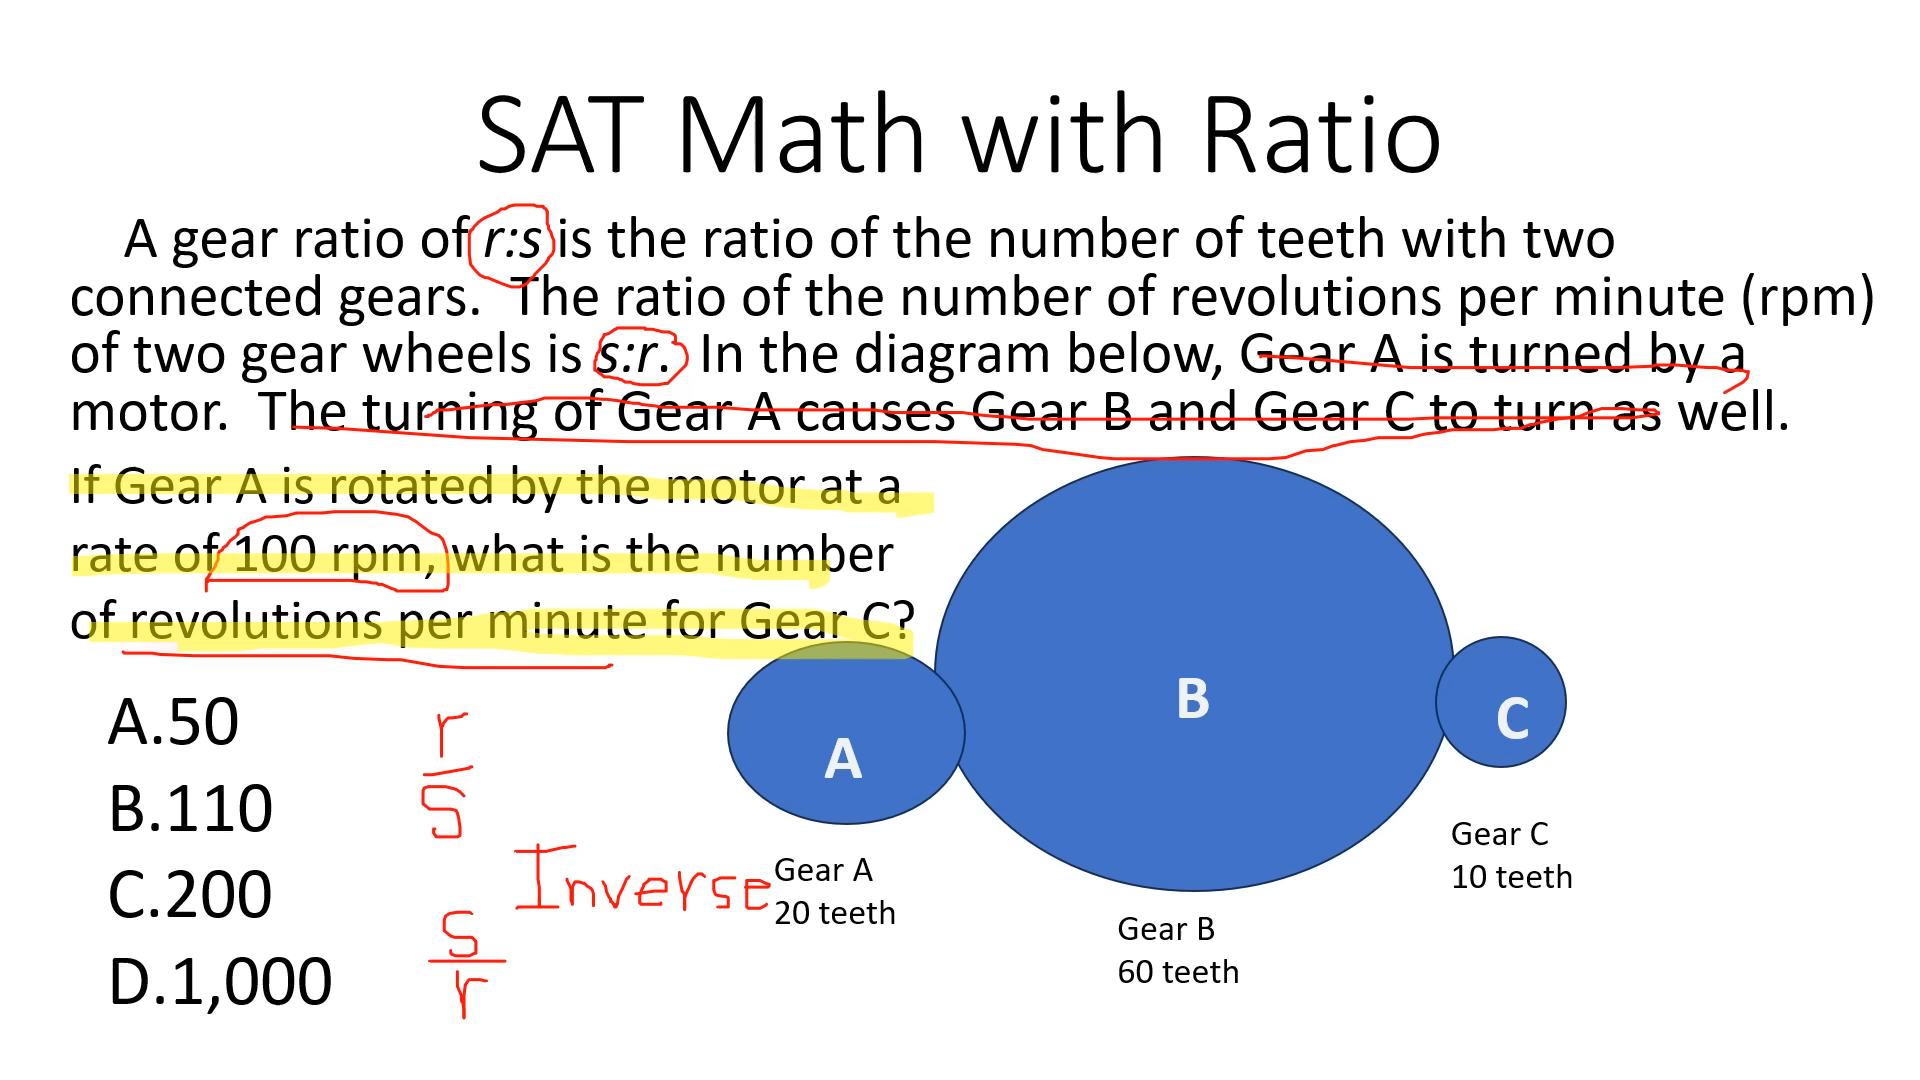 SAT Math with Ratio
A gear ratio of r:s is the ratio of the number of teeth with two
connected gears.  The ratio of the number of revolutions per minute (rpm)
of two gear wheels is s:r.  In the diagram below, Gear A is turned by a
motor.  The turning of Gear A causes Gear B and Gear C to turn as well.
If Gear A is rotated by the motor at a
rate of 100 rpm, what is the number
of revolutions per minute for Gear C?
A.50
B.110
C.200
D.1,000
r
s
Inverse
s
r
A
B
C
Gear A
20 teeth
Gear B
60 teeth
Gear C
10 teeth